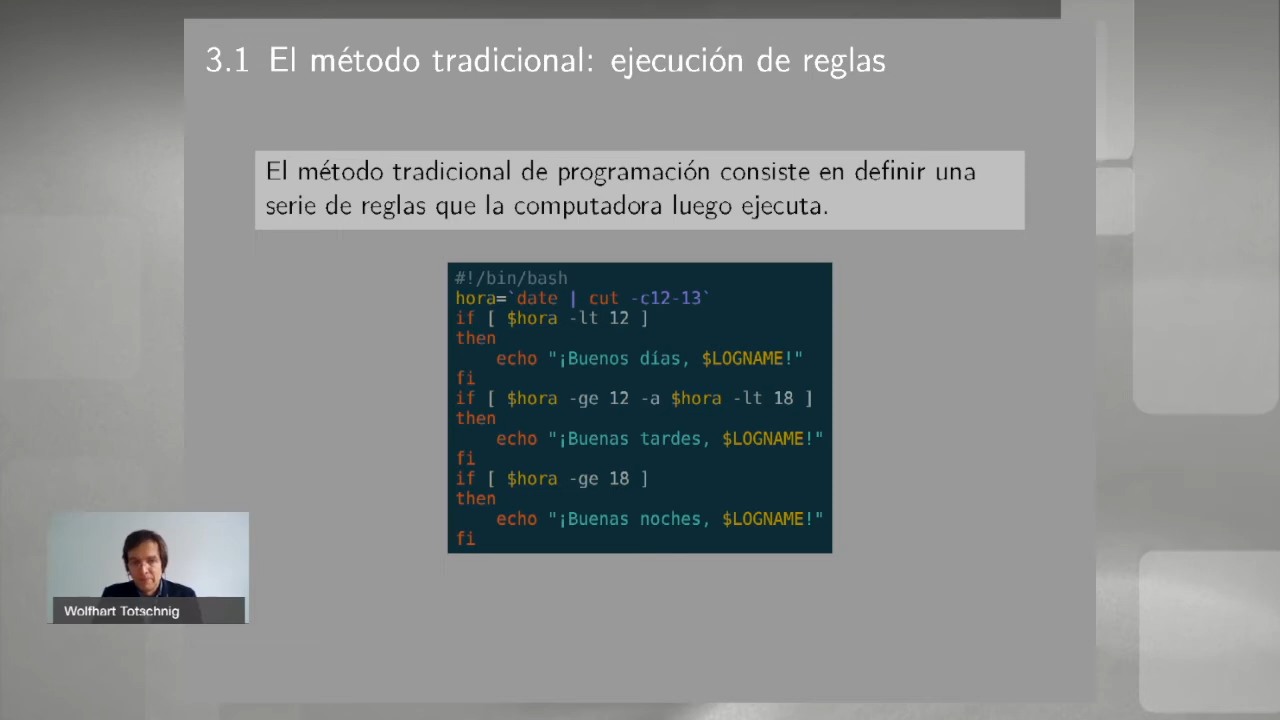 3.1 El método tradicional: ejecución de reglas
El método tradicional de programación consiste en definir una
serie de reglas que la computadora luego ejecuta.
#!/bin/bash
hora=`date | cut -c12-13`
if [ $hora -lt 12 ]
then
    echo "¡Buenos días, $LOGNAME!"
fi
if [ $hora -ge 12 -a $hora -lt 18 ]
then
    echo "¡Buenas tardes, $LOGNAME!"
fi
if [ $hora -ge 18 ]
then
    echo "¡Buenas noches, $LOGNAME!"
fi
Wolfhart Totschnig